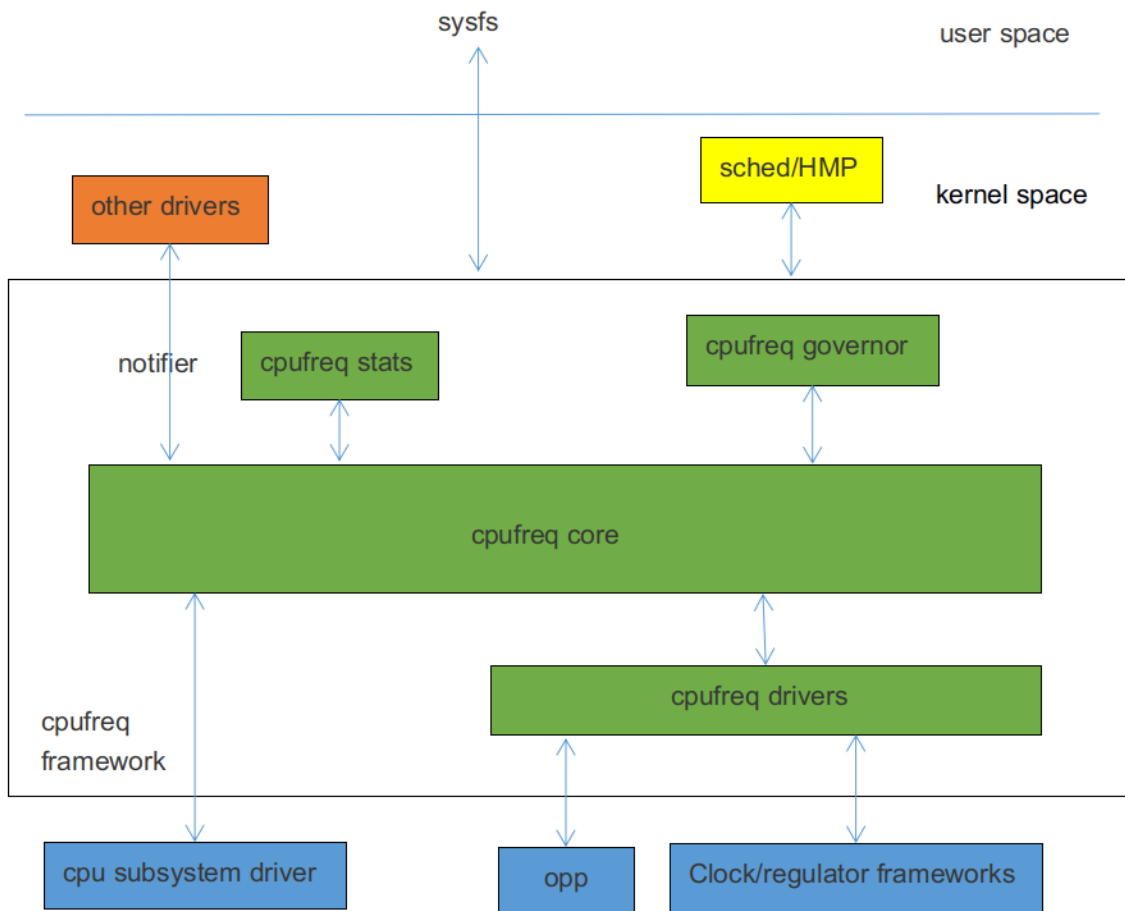 sysfs
user space
sched/HMP
other drivers
kernel space
notifier
cpufreq stats
cpufreq governor
cpufreq core
cpufreq drivers
cpufreq
framework
cpu subsystem driver
opp
Clock/regulator frameworks